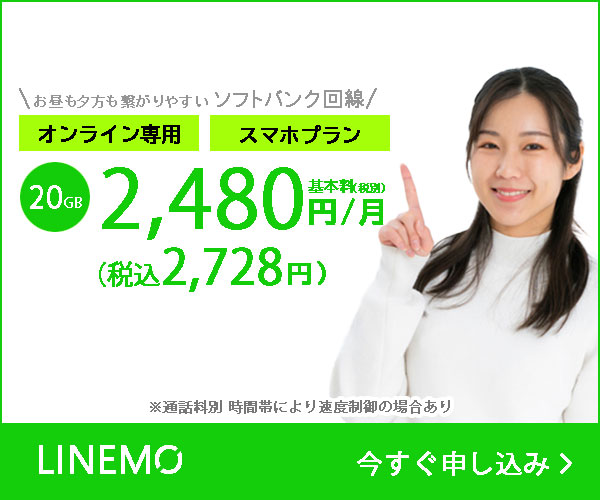 \お昼も夕方も繋がりやすい ソフトバンク回線/
オンライン専用 スマホプラン
20GB 2,480円/月 基本料(税別)
(税込2,728円)
※通話料別 時間帯により速度制御の場合あり
LINEMO 今すぐ申し込み >